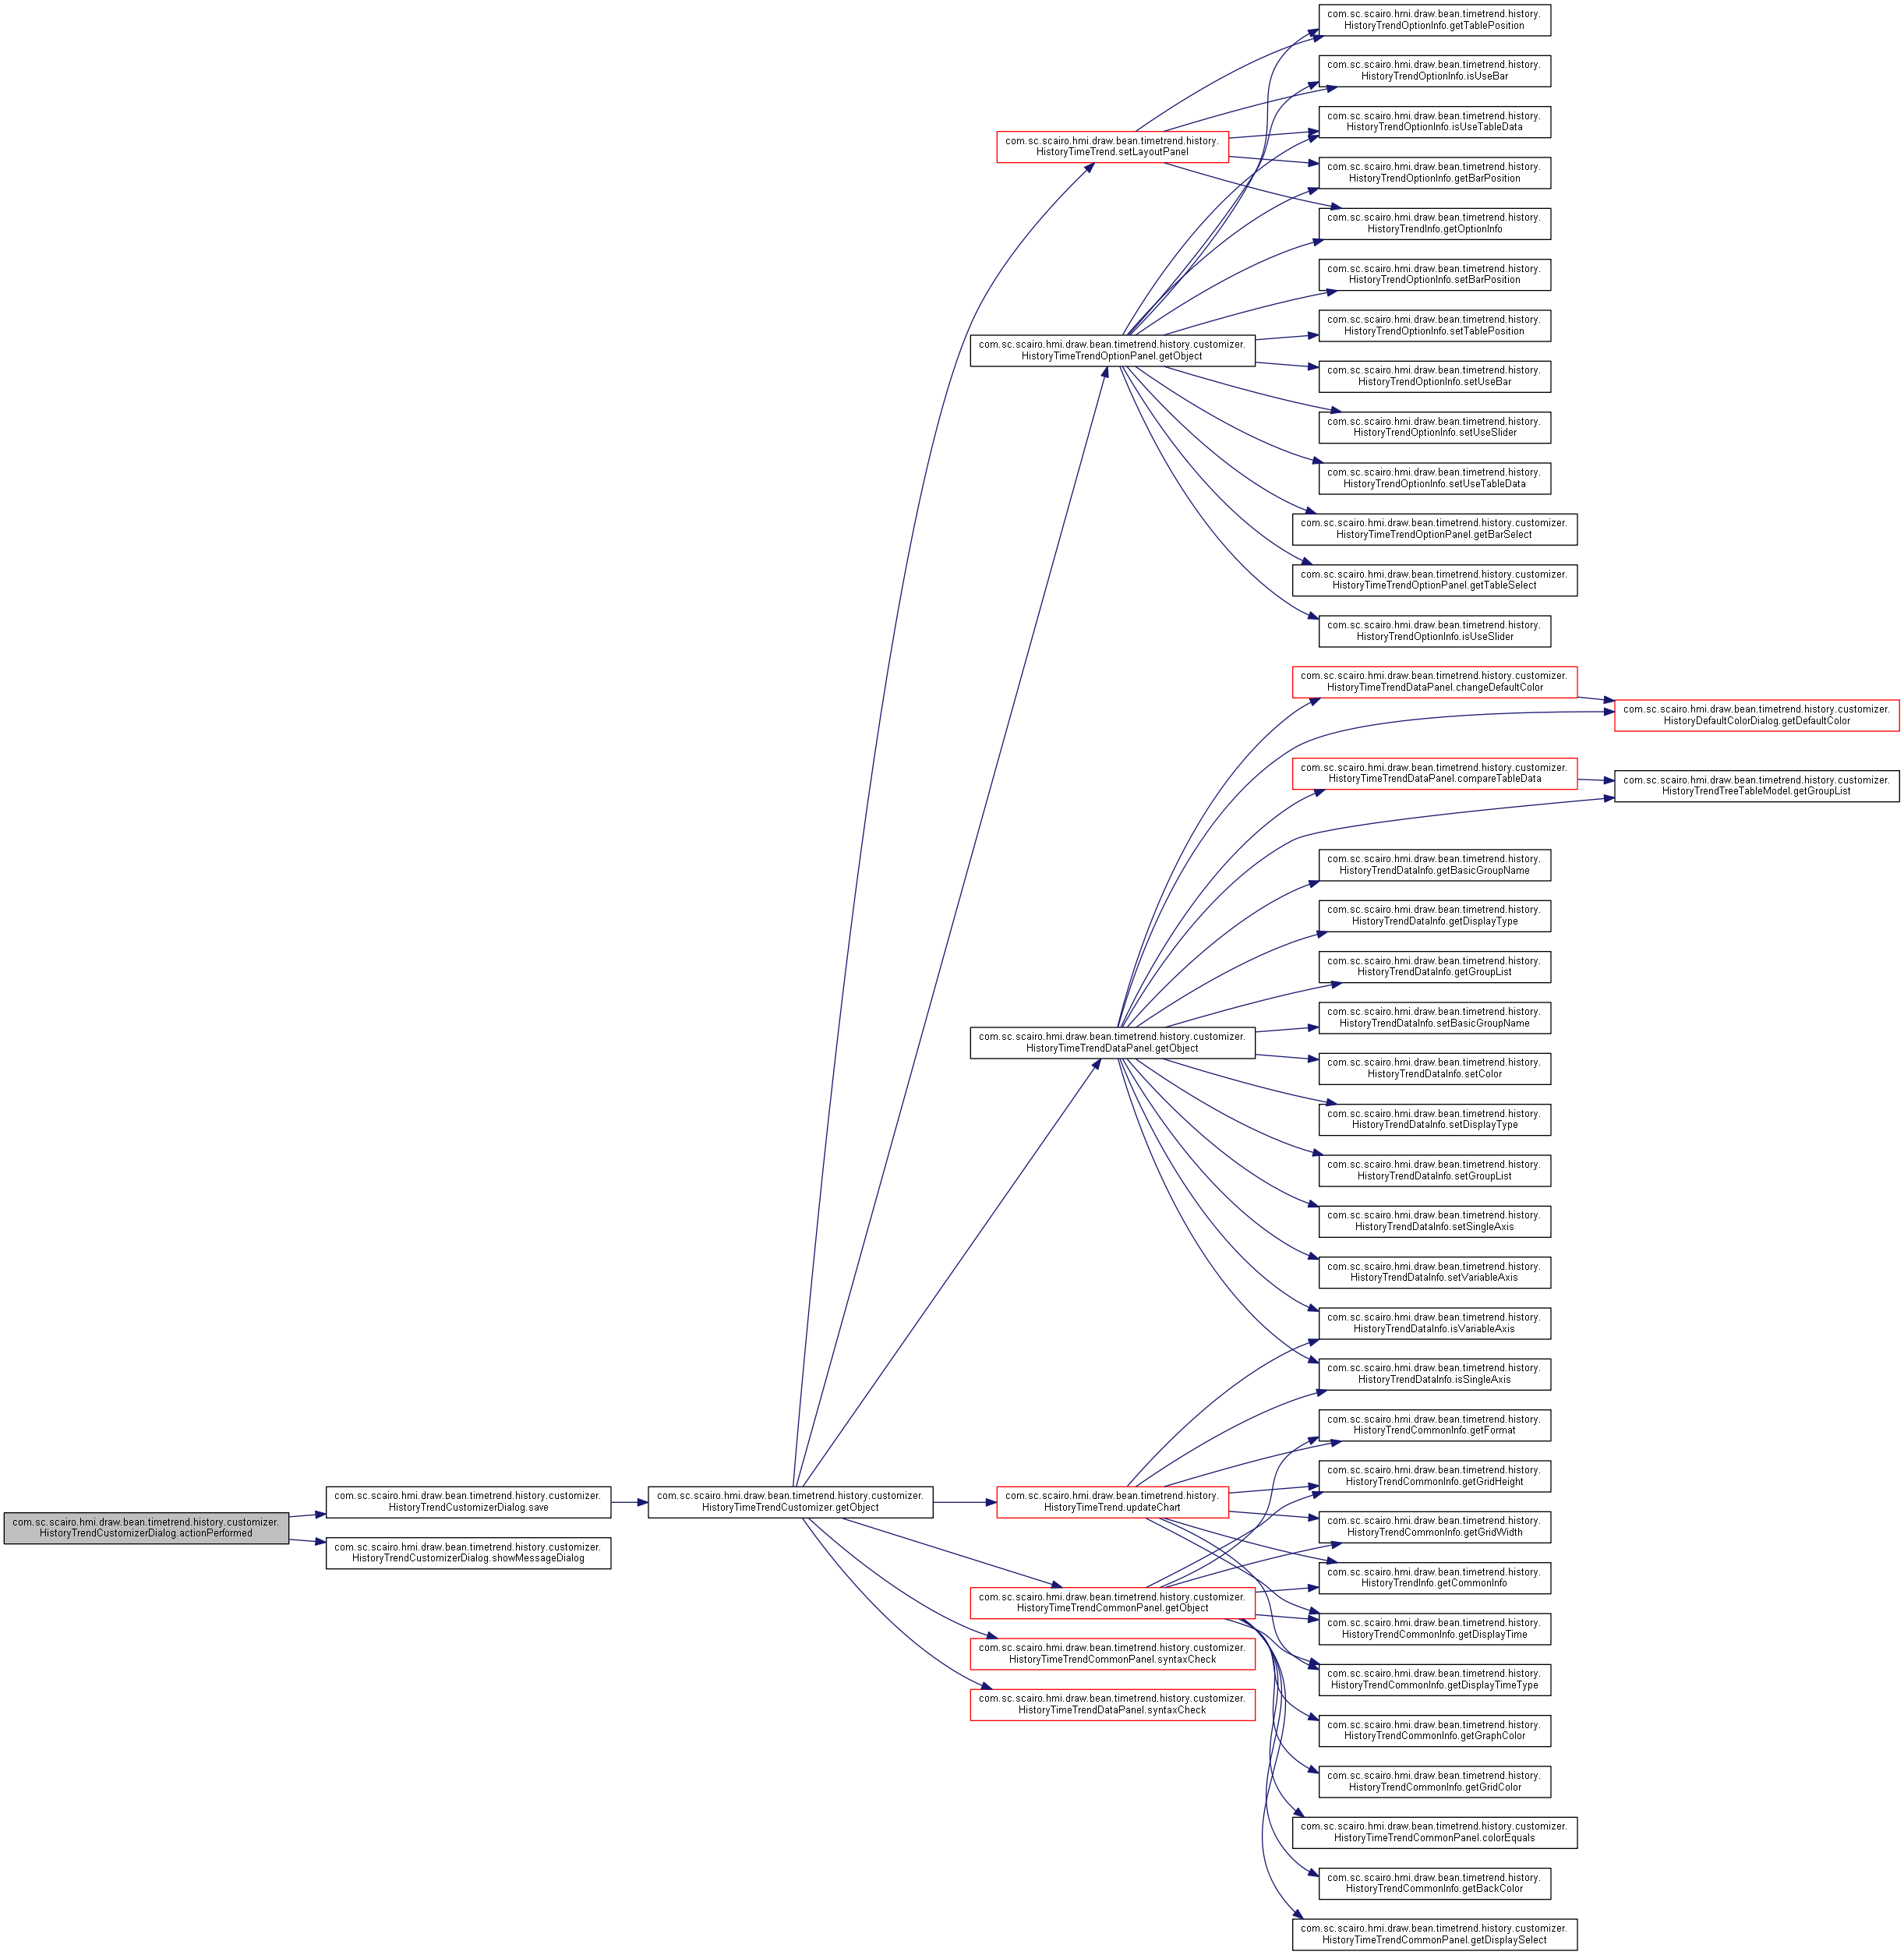 com.sc.scairo.hmi.draw.bean.timetrend.history.customizer.
HistoryTrendCustomizerDialog.actionPerformed
com.sc.scairo.hmi.draw.bean.timetrend.history.customizer.
HistoryTrendCustomizerDialog.save
com.sc.scairo.hmi.draw.bean.timetrend.history.customizer.
HistoryTrendCustomizerDialog.showMessageDialog
com.sc.scairo.hmi.draw.bean.timetrend.history.customizer.
HistoryTimeTrendCustomizer.getObject
com.sc.scairo.hmi.draw.bean.timetrend.history.
HistoryTimeTrend.setLayoutPanel
com.sc.scairo.hmi.draw.bean.timetrend.history.customizer.
HistoryTimeTrendOptionPanel.getObject
com.sc.scairo.hmi.draw.bean.timetrend.history.customizer.
HistoryTimeTrendDataPanel.getObject
com.sc.scairo.hmi.draw.bean.timetrend.history.
HistoryTimeTrend.updateChart
com.sc.scairo.hmi.draw.bean.timetrend.history.customizer.
HistoryTimeTrendCommonPanel.getObject
com.sc.scairo.hmi.draw.bean.timetrend.history.customizer.
HistoryTimeTrendCommonPanel.syntaxCheck
com.sc.scairo.hmi.draw.bean.timetrend.history.customizer.
HistoryTimeTrendDataPanel.syntaxCheck
com.sc.scairo.hmi.draw.bean.timetrend.history.
HistoryTrendOptionInfo.getTablePosition
com.sc.scairo.hmi.draw.bean.timetrend.history.
HistoryTrendOptionInfo.isUseBar
com.sc.scairo.hmi.draw.bean.timetrend.history.
HistoryTrendOptionInfo.isUseTableData
com.sc.scairo.hmi.draw.bean.timetrend.history.
HistoryTrendOptionInfo.getBarPosition
com.sc.scairo.hmi.draw.bean.timetrend.history.
HistoryTrendInfo.getOptionInfo
com.sc.scairo.hmi.draw.bean.timetrend.history.
HistoryTrendOptionInfo.setBarPosition
com.sc.scairo.hmi.draw.bean.timetrend.history.
HistoryTrendOptionInfo.setTablePosition
com.sc.scairo.hmi.draw.bean.timetrend.history.
HistoryTrendOptionInfo.setUseBar
com.sc.scairo.hmi.draw.bean.timetrend.history.
HistoryTrendOptionInfo.setUseSlider
com.sc.scairo.hmi.draw.bean.timetrend.history.
HistoryTrendOptionInfo.setUseTableData
com.sc.scairo.hmi.draw.bean.timetrend.history.customizer.
HistoryTimeTrendOptionPanel.getBarSelect
com.sc.scairo.hmi.draw.bean.timetrend.history.customizer.
HistoryTimeTrendOptionPanel.getTableSelect
com.sc.scairo.hmi.draw.bean.timetrend.history.
HistoryTrendOptionInfo.isUseSlider
com.sc.scairo.hmi.draw.bean.timetrend.history.customizer.
HistoryTimeTrendDataPanel.changeDefaultColor
com.sc.scairo.hmi.draw.bean.timetrend.history.customizer.
HistoryDefaultColorDialog.getDefaultColor
com.sc.scairo.hmi.draw.bean.timetrend.history.customizer.
HistoryTimeTrendDataPanel.compareTableData
com.sc.scairo.hmi.draw.bean.timetrend.history.customizer.
HistoryTrendTreeTableModel.getGroupList
com.sc.scairo.hmi.draw.bean.timetrend.history.
HistoryTrendDataInfo.getBasicGroupName
com.sc.scairo.hmi.draw.bean.timetrend.history.
HistoryTrendDataInfo.getDisplayType
com.sc.scairo.hmi.draw.bean.timetrend.history.
HistoryTrendDataInfo.getGroupList
com.sc.scairo.hmi.draw.bean.timetrend.history.
HistoryTrendDataInfo.setBasicGroupName
com.sc.scairo.hmi.draw.bean.timetrend.history.
HistoryTrendDataInfo.setColor
com.sc.scairo.hmi.draw.bean.timetrend.history.
HistoryTrendDataInfo.setDisplayType
com.sc.scairo.hmi.draw.bean.timetrend.history.
HistoryTrendDataInfo.setGroupList
com.sc.scairo.hmi.draw.bean.timetrend.history.
HistoryTrendDataInfo.setSingleAxis
com.sc.scairo.hmi.draw.bean.timetrend.history.
HistoryTrendDataInfo.setVariableAxis
com.sc.scairo.hmi.draw.bean.timetrend.history.
HistoryTrendDataInfo.isVariableAxis
com.sc.scairo.hmi.draw.bean.timetrend.history.
HistoryTrendDataInfo.isSingleAxis
com.sc.scairo.hmi.draw.bean.timetrend.history.
HistoryTrendCommonInfo.getFormat
com.sc.scairo.hmi.draw.bean.timetrend.history.
HistoryTrendCommonInfo.getGridHeight
com.sc.scairo.hmi.draw.bean.timetrend.history.
HistoryTrendCommonInfo.getGridWidth
com.sc.scairo.hmi.draw.bean.timetrend.history.
HistoryTrendInfo.getCommonInfo
com.sc.scairo.hmi.draw.bean.timetrend.history.
HistoryTrendCommonInfo.getDisplayTime
com.sc.scairo.hmi.draw.bean.timetrend.history.
HistoryTrendCommonInfo.getDisplayTimeType
com.sc.scairo.hmi.draw.bean.timetrend.history.
HistoryTrendCommonInfo.getGraphColor
com.sc.scairo.hmi.draw.bean.timetrend.history.
HistoryTrendCommonInfo.getGridColor
com.sc.scairo.hmi.draw.bean.timetrend.history.customizer.
HistoryTimeTrendCommonPanel.colorEquals
com.sc.scairo.hmi.draw.bean.timetrend.history.
HistoryTrendCommonInfo.getBackColor
com.sc.scairo.hmi.draw.bean.timetrend.history.customizer.
HistoryTimeTrendCommonPanel.getDisplaySelect